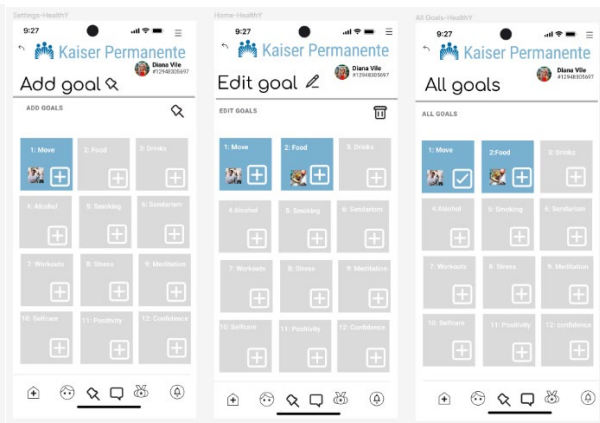 Settings-HealthY
9:27
Kaiser Permanente
Diana Vile
#12948305697
Add goal
ADD GOALS
1: Move
2: Food
3: Drinks
4: Alcohol
5: Smoking
6: Sendarism
7: Workouts
8: Stress
9: Meditation
10: Selfcare
11: Positivity
12: Confidence
Home-HealthY
9:27
Kaiser Permanente
Diana Vile
#12948305697
Edit goal
EDIT GOALS
1: Move
2: Food
3: Drinks
4:Alcohol
5: Smoking
6: Sendarism
7: Workouts
8: Stress
9: Meditation
10: Selfcare
11: Positivity
12: Confidence
All Goals-HealthY
9:27
Kaiser Permanente
Diana Vile
#12948305697
All goals
ALL GOALS
1: Move
2:Food
3: Drinks
4:Alcohol
5: Smoking
6: Sendarism
7: Workouts
8: Stress
9: Meditation
10: Selfcare
11: Positivity
12: confidence